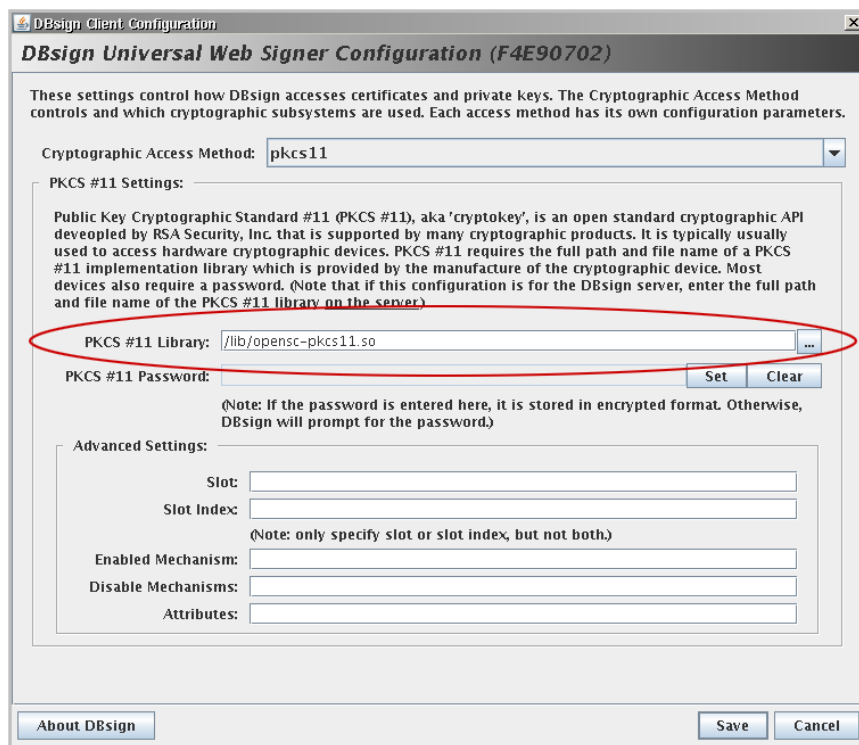 DBsign Client Configuration
DBsign Universal Web Signer Configuration (F4E90702)
These settings control how DBsign accesses certificates and private keys. The Cryptographic Access Method
controls and which cryptographic subsystems are used. Each access method has its own configuration parameters.
Cryptographic Access Method: pkcs11
PKCS #11 Settings:
Public Key Cryptographic Standard #11 (PKCS #11), aka 'cryptokey', is an open standard cryptographic API
deveopled by RSA Security, Inc. that is supported by many cryptographic products. It is typically usually
used to access hardware cryptographic devices. PKCS #11 requires the full path and file name of a PKCS
#11 implementation library which is provided by the manufacture of the cryptographic device. Most
devices also require a password. (Note that if this configuration is for the DBsign server, enter the full path
and file name of the PKCS #11 library on the server.)
PKCS #11 Library: /lib/opensc-pkcs11.so ...
PKCS #11 Password: Set Clear
(Note: If the password is entered here, it is stored in encrypted format. Otherwise,
DBsign will prompt for the password.)
Advanced Settings:
Slot:
Slot Index:
(Note: only specify slot or slot index, but not both.)
Enabled Mechanism:
Disable Mechanisms:
Attributes:
About DBsign Save Cancel